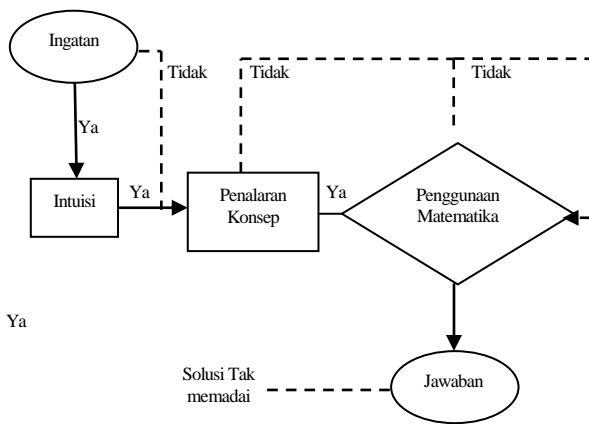 Ingatan
Tidak
Tidak
Tidak
Ya
Intuisi
Ya
Penalaran
Konsep
Ya
Penggunaan
Matematika
Ya
Solusi Tak
memadai
Jawaban